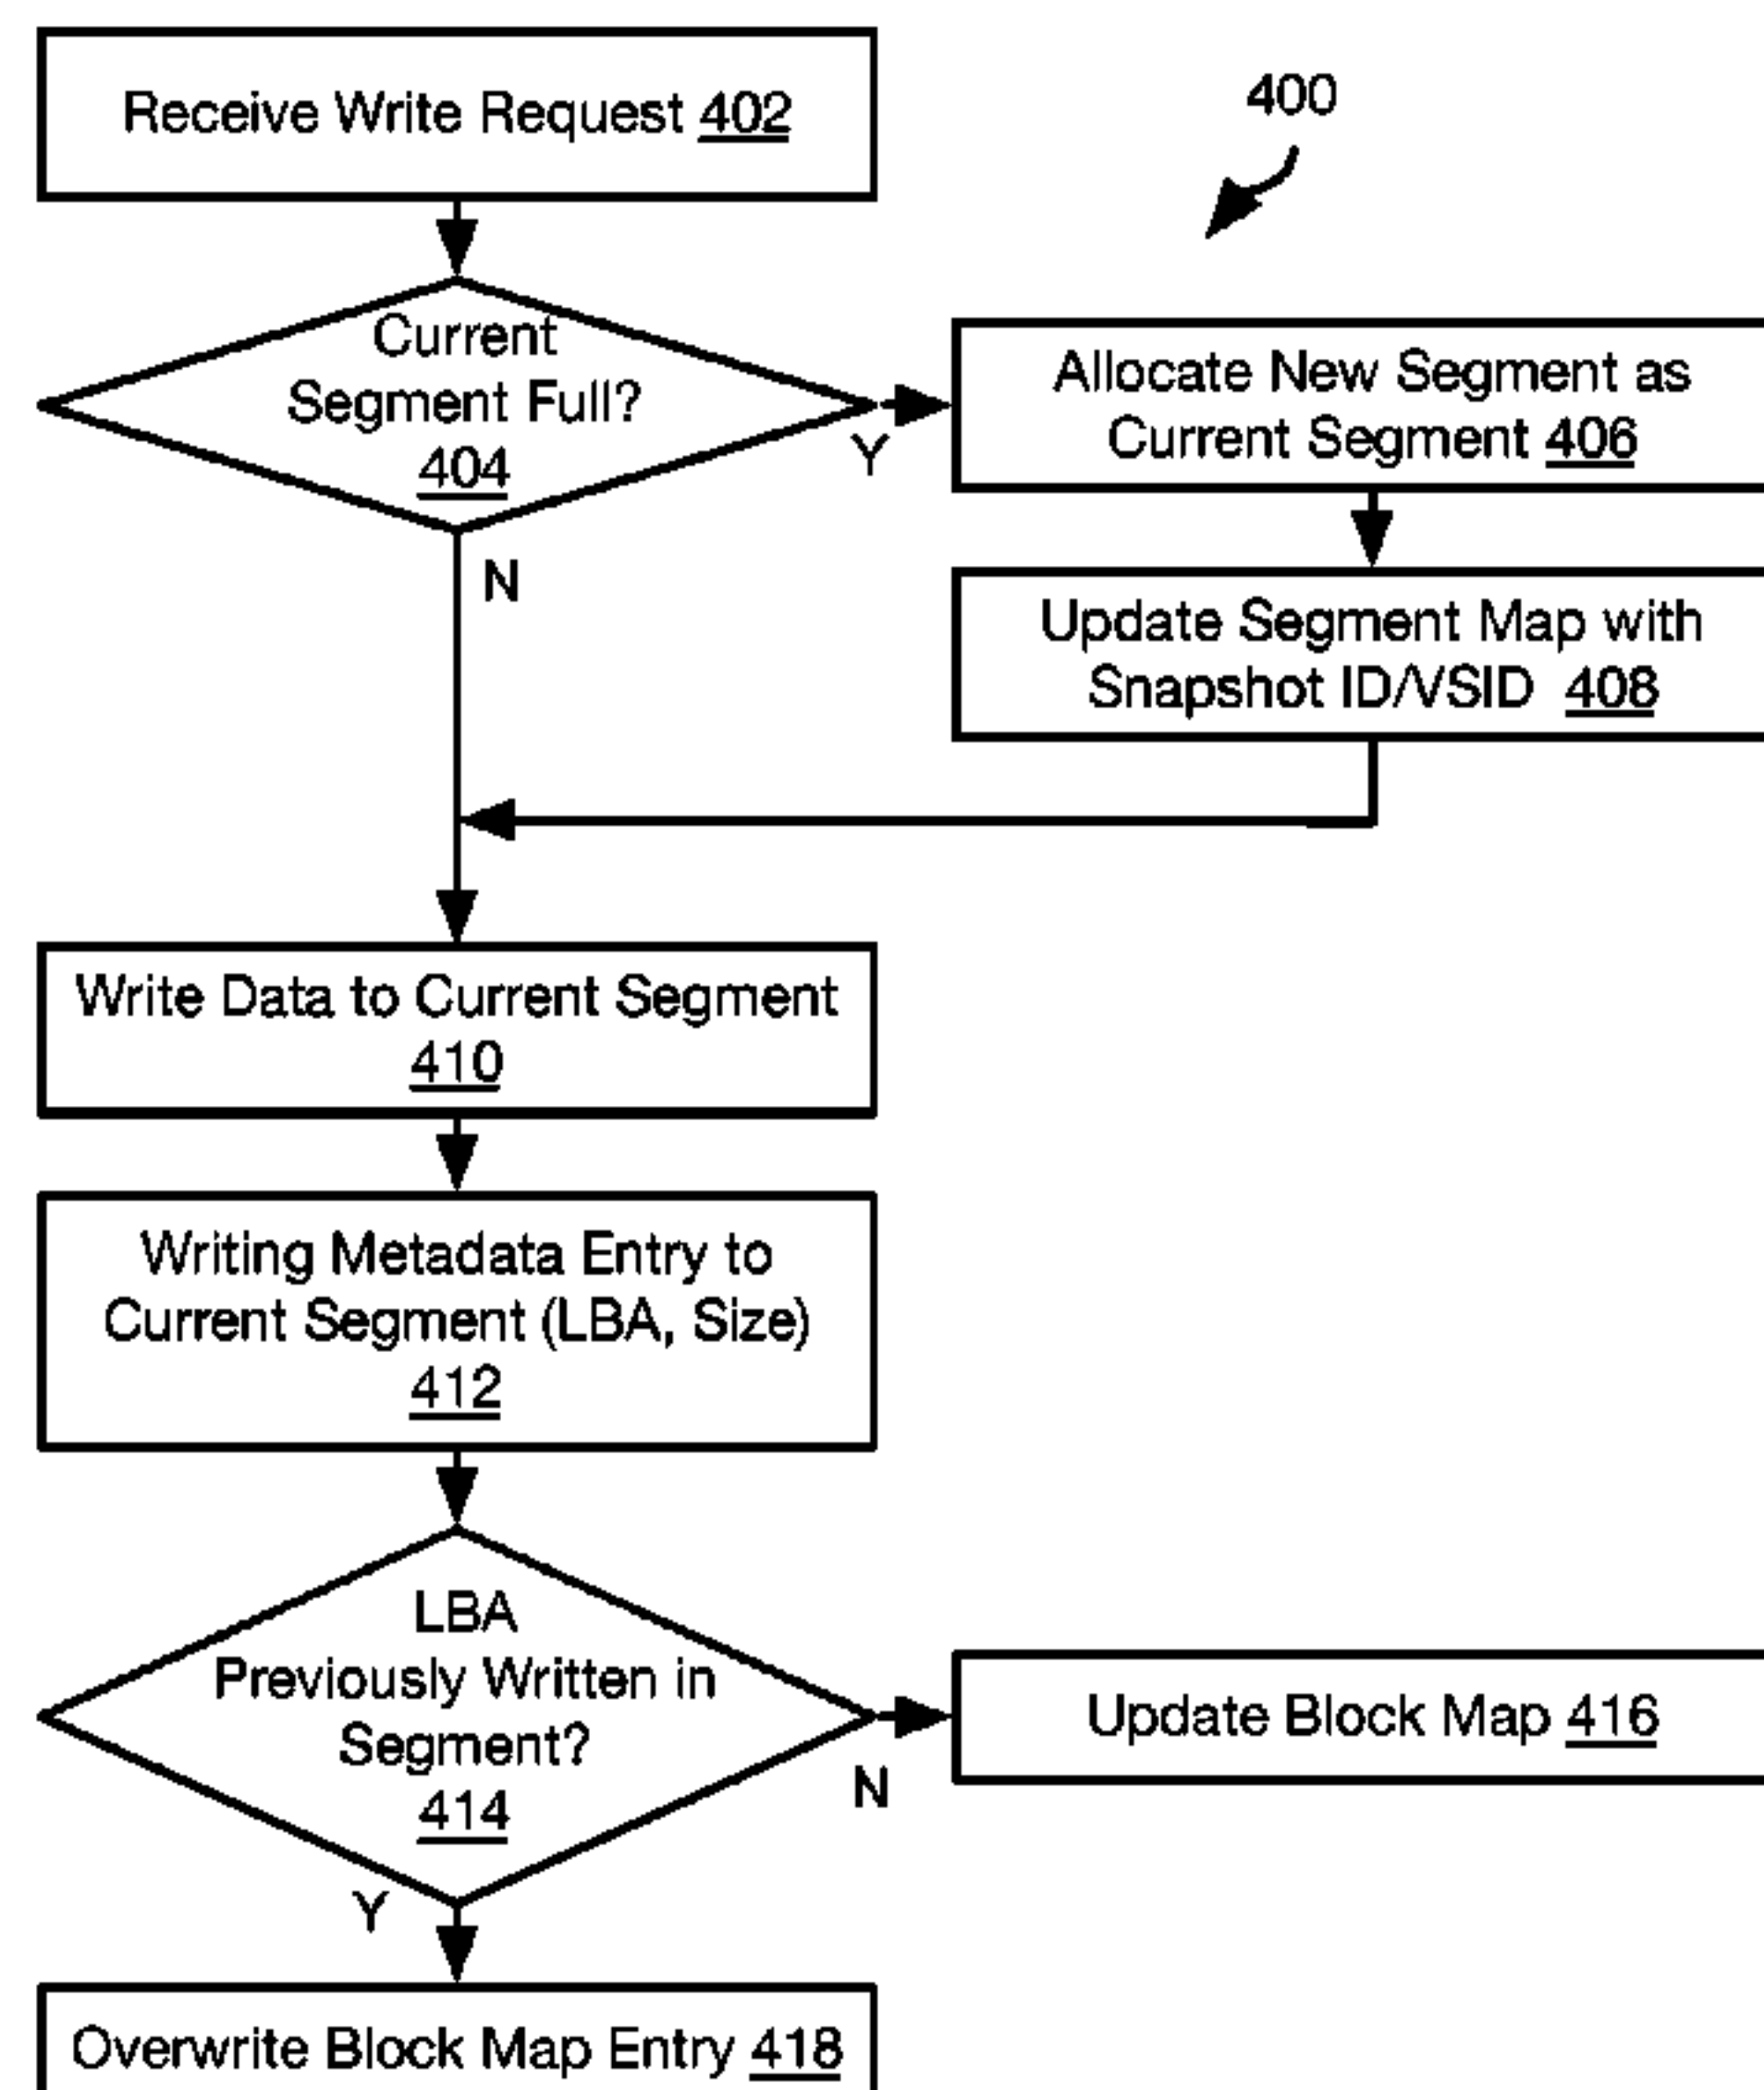 Receive Write Request 402
400
Current
Segment Full?
404
Y
N
Allocate New Segment as
Current Segment 406
Update Segment Map with
Snapshot ID/VSID 408
Write Data to Current Segment
410
Writing Metadata Entry to
Current Segment (LBA, Size)
412
LBA
Previously Written in
Segment?
414
N
Y
Update Block Map 416
Overwrite Block Map Entry 418